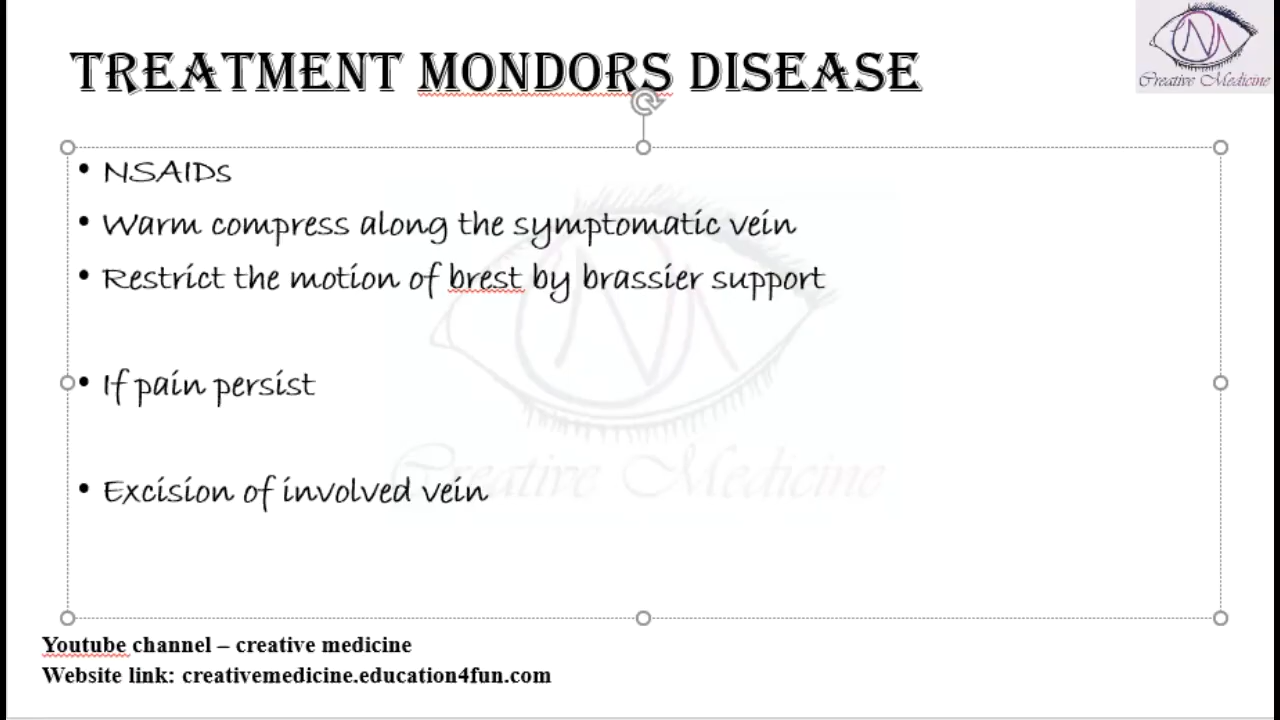 TREATMENT MONDORS DISEASE
Creative Medicine
• NSAIDs
• Warm compress along the symptomatic vein
• Restrict the motion of brest by brassier support
• If pain persist
• Excision of involved vein
Creative Medicine
Youtube channel – creative medicine
Website link: creativemedicine.education4fun.com